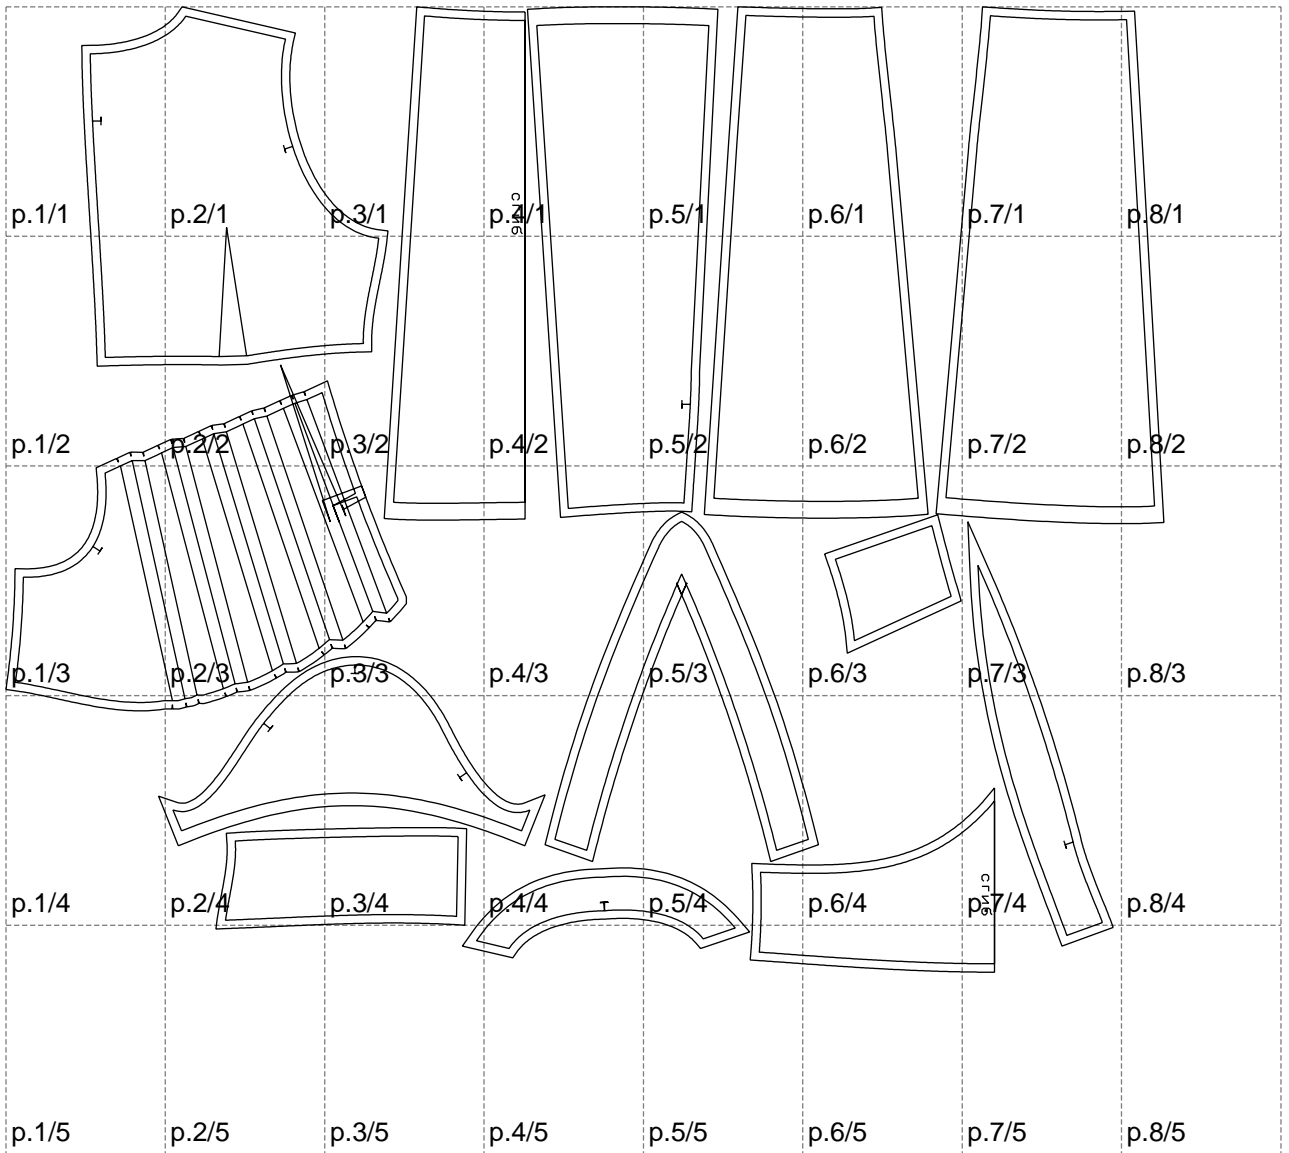 p.1/1 p.2/1 p.3/1 p.4/1 p.5/1 p.6/1 p.7/1 p.8/1
сгиб
p.1/2 p.2/2 p.3/2 p.4/2 p.5/2 p.6/2 p.7/2 p.8/2
p.1/3 p.2/3 p.3/3 p.4/3 p.5/3 p.6/3 p.7/3 p.8/3
p.1/4 p.2/4 p.3/4 p.4/4 p.5/4 p.6/4 p.7/4 p.8/4
сгиб
p.1/5 p.2/5 p.3/5 p.4/5 p.5/5 p.6/5 p.7/5 p.8/5